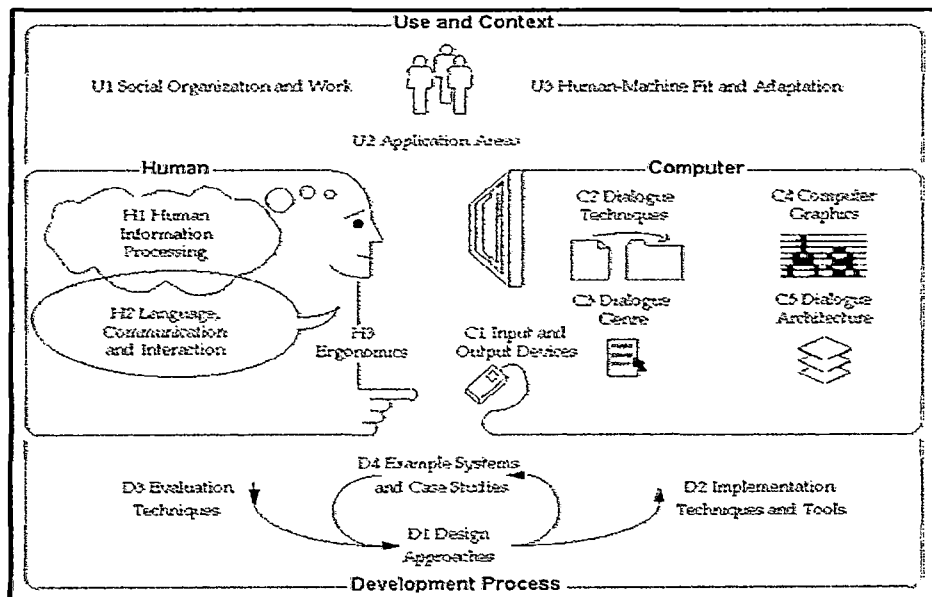 Use and Context
U1 Social Organization and Work
U3 Human-Machine Fit and Adaptation
U2 Application Areas
Human
H1 Human
Information
Processing
H2 Language,
Communication
and Interaction
H3
Ergonomics
Computer
C2 Dialogue
Techniques
C4 Computer
Graphics
C3 Dialogue
Genre
C5 Dialogue
Architecture
C1 Input and
Output Devices
D3 Evaluation
Techniques
D4 Example Systems
and Case Studies
D1 Design
Approaches
D2 Implementation
Techniques and Tools
Development Process